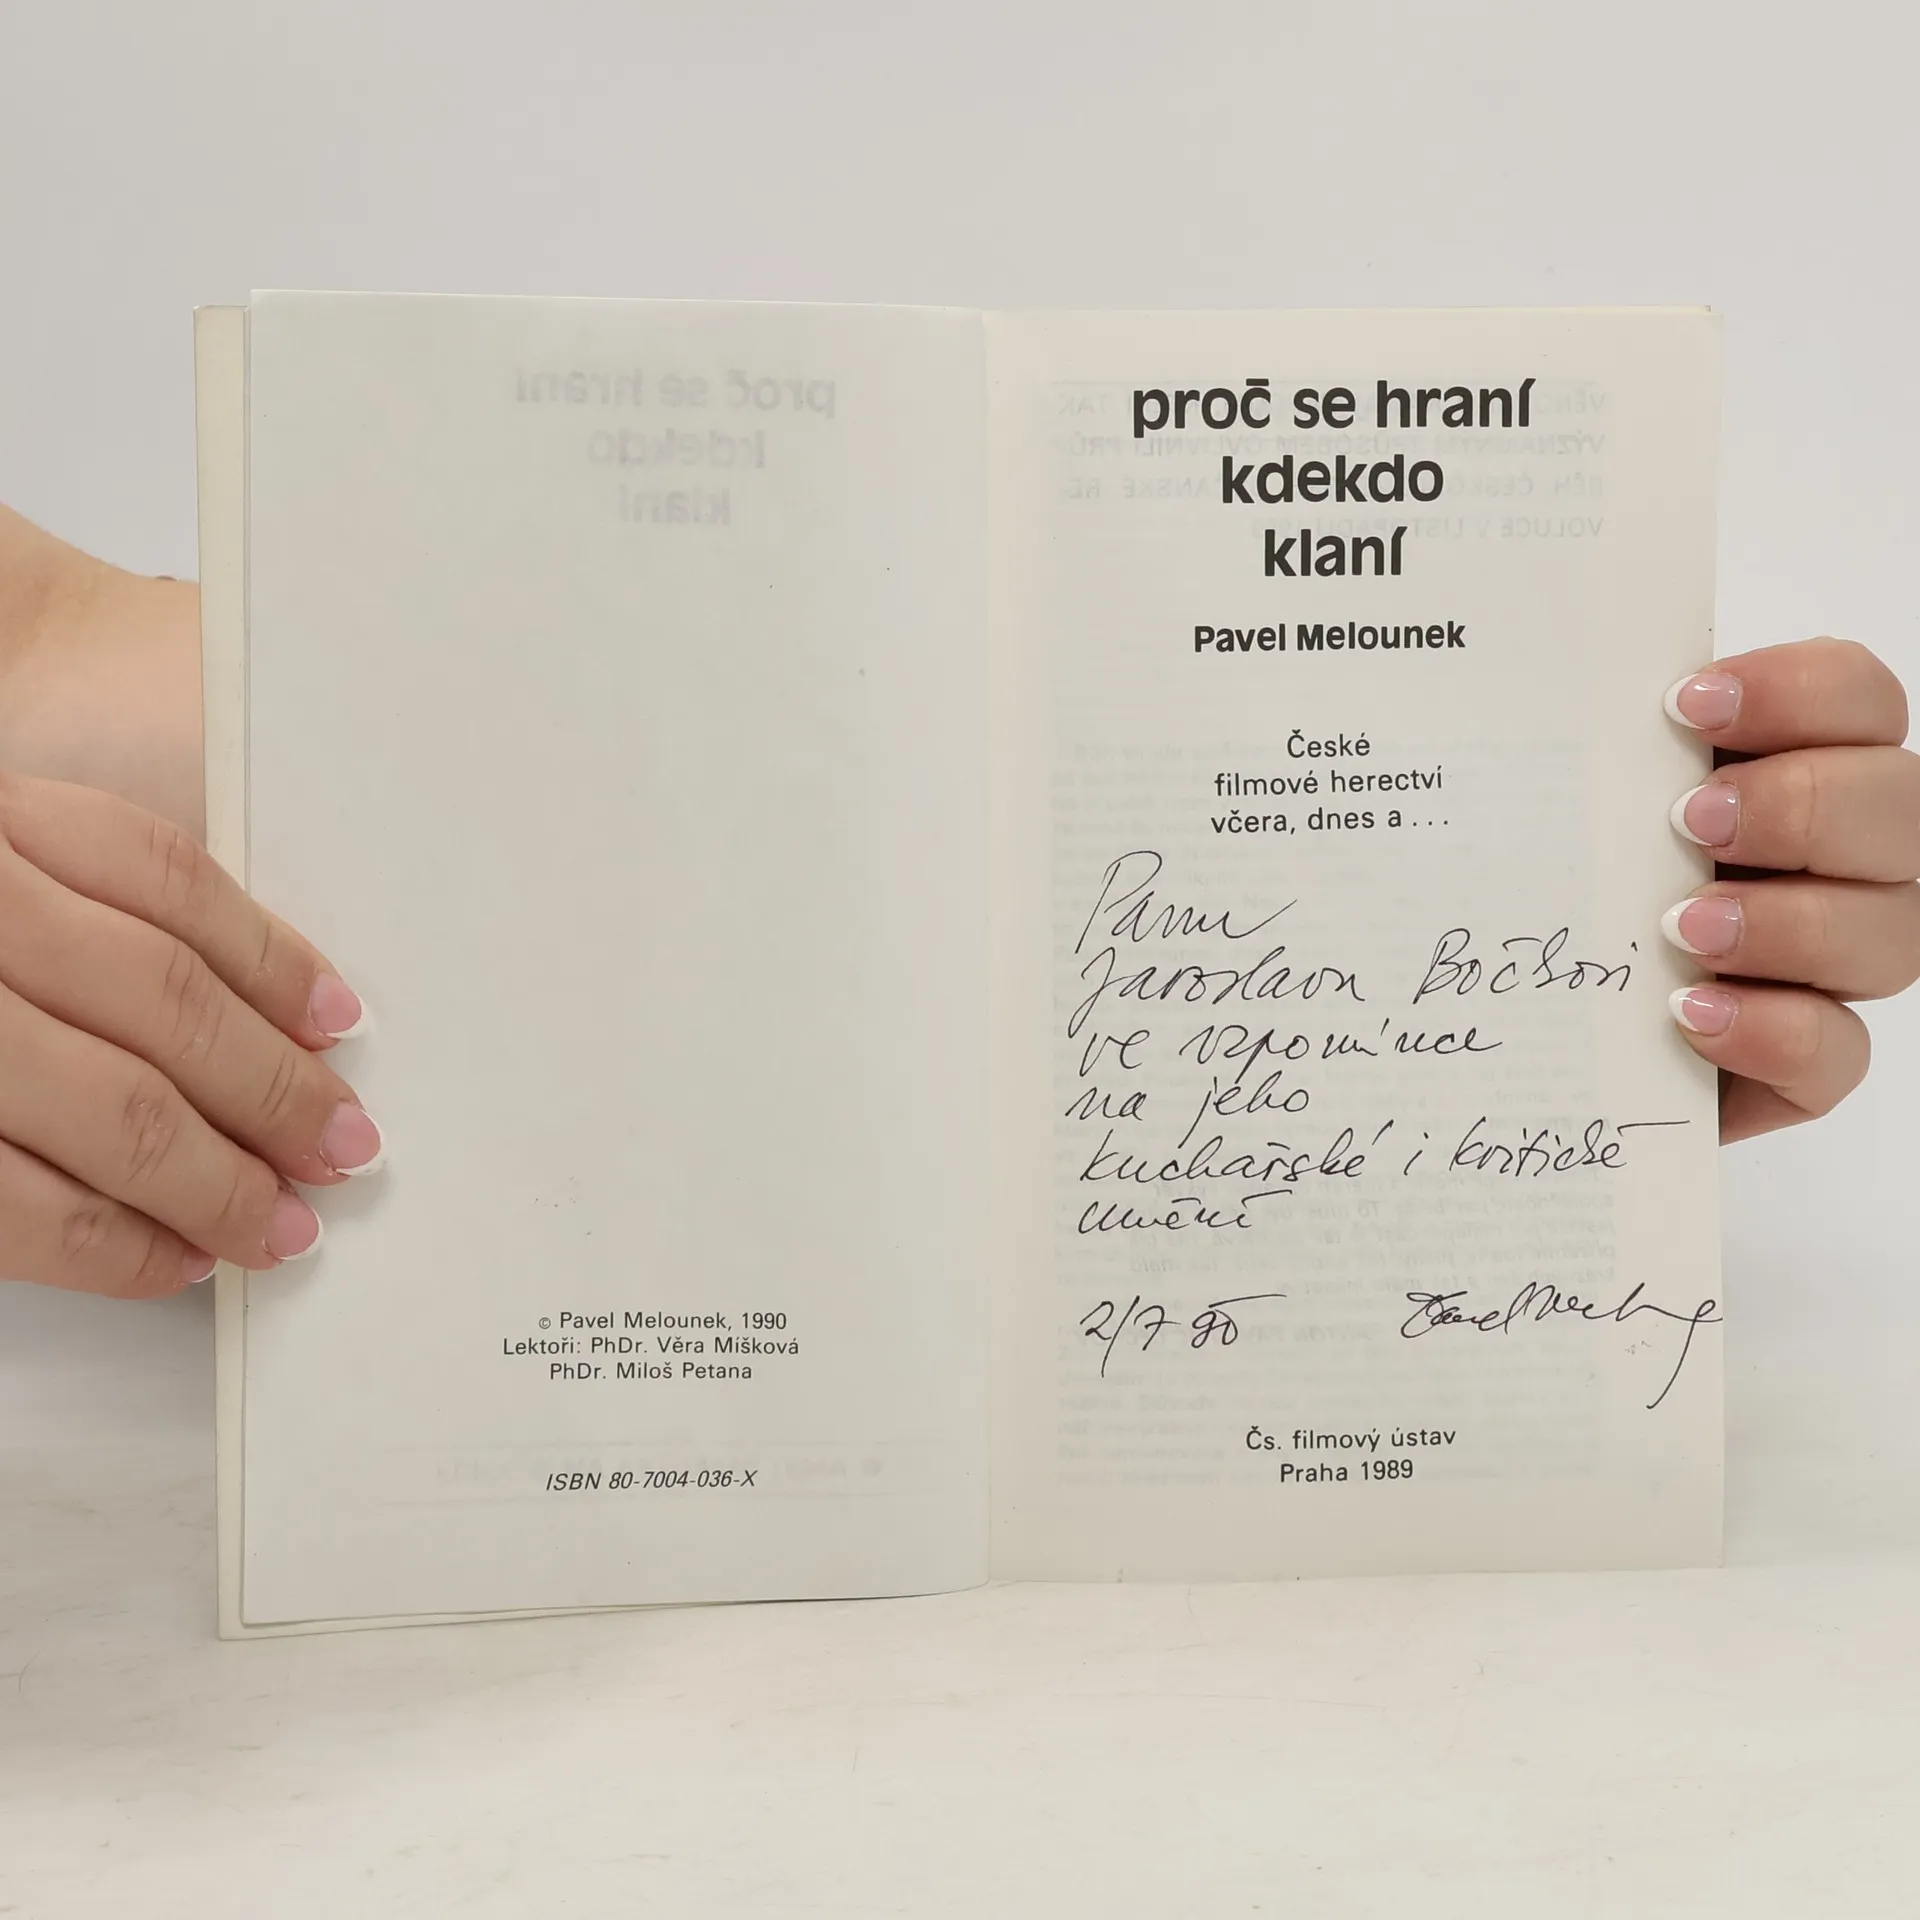 © Pavel Melounek, 1990
Lektoři: PhDr. Věra Míšková
PhDr. Miloš Petana
ISBN 80-7004-036-X
proč se hraní
kdekdo
klaní
Pavel Melounek
České
filmové herectví
včera, dnes a...
Panu
Jaroslavu Bočkovi
ve vzpomínce
na jeho
kuchařské i kritické
umění
2/7 90
Čs. filmový ústav
Praha 1989